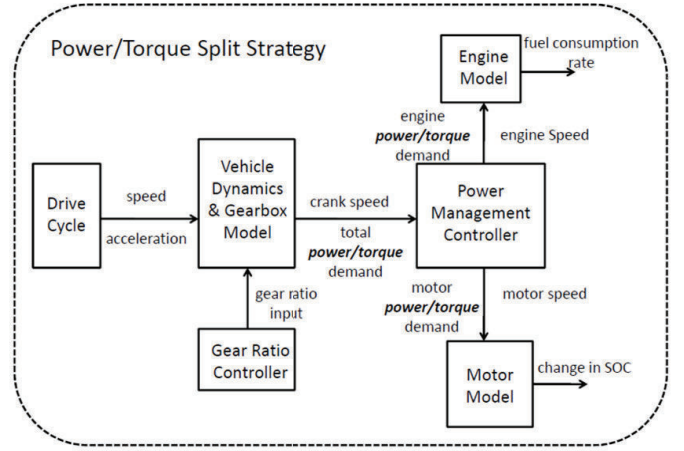 Power/Torque Split Strategy
Engine
Model
fuel consumption
rate
engine
power/torque
demand
engine Speed
Drive
Cycle
speed
acceleration
Vehicle
Dynamics
& Gearbox
Model
crank speed
total
power/torque
demand
Power
Management
Controller
gear ratio
input
Gear Ratio
Controller
motor
power/torque
demand
motor speed
Motor
Model
change in SOC